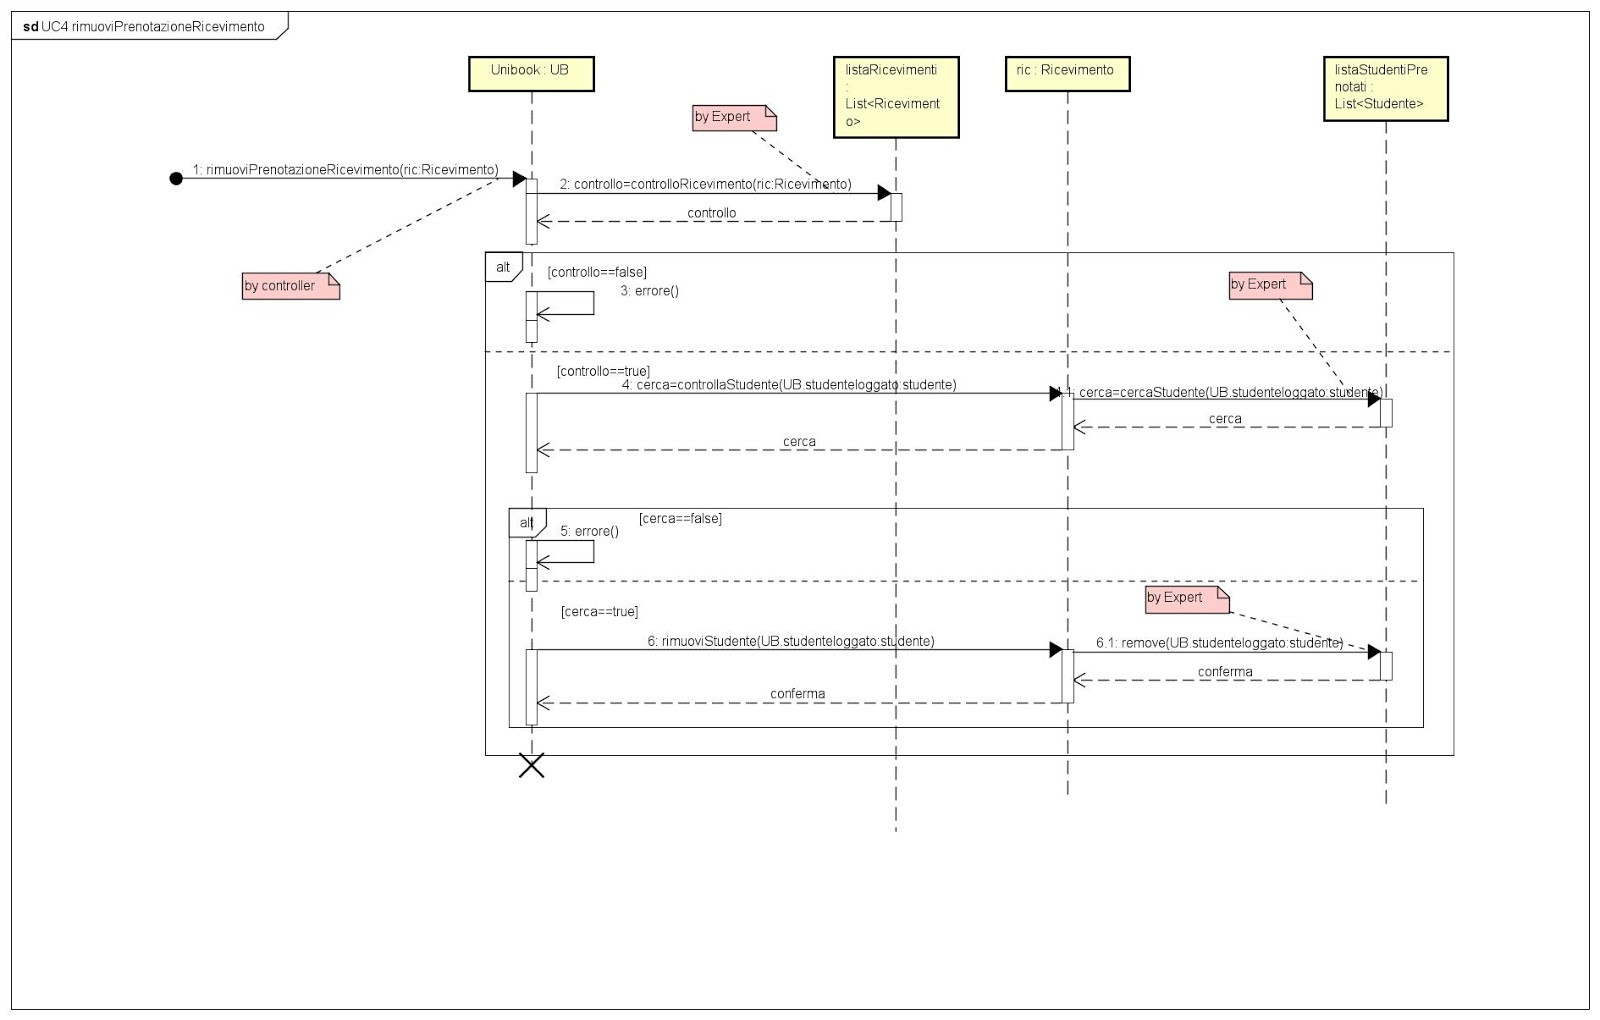 sd UC4 rimuoviPrenotazioneRicevimento
Unibook : UB
listaRicevimenti
:
List<Riceviment
o>
ric : Ricevimento
listaStudentiPre
notati :
List<Studente>
by Expert
1: rimuoviPrenotazioneRicevimento(ric:Ricevimento)
2: controllo=controlloRicevimento(ric:Ricevimento)
controllo
by controller
alt
[controllo==false]
3: errore()
by Expert
[controllo==true]
4: cerca=controllaStudente(UB.studenteloggato:studente)
.1: cerca=cercaStudente(UB.studenteloggato:studente)
cerca
cerca
alt
[cerca==false]
5: errore()
by Expert
[cerca==true]
6: rimuoviStudente(UB.studenteloggato:studente)
6.1: remove(UB.studenteloggato:studente)
conferma
conferma